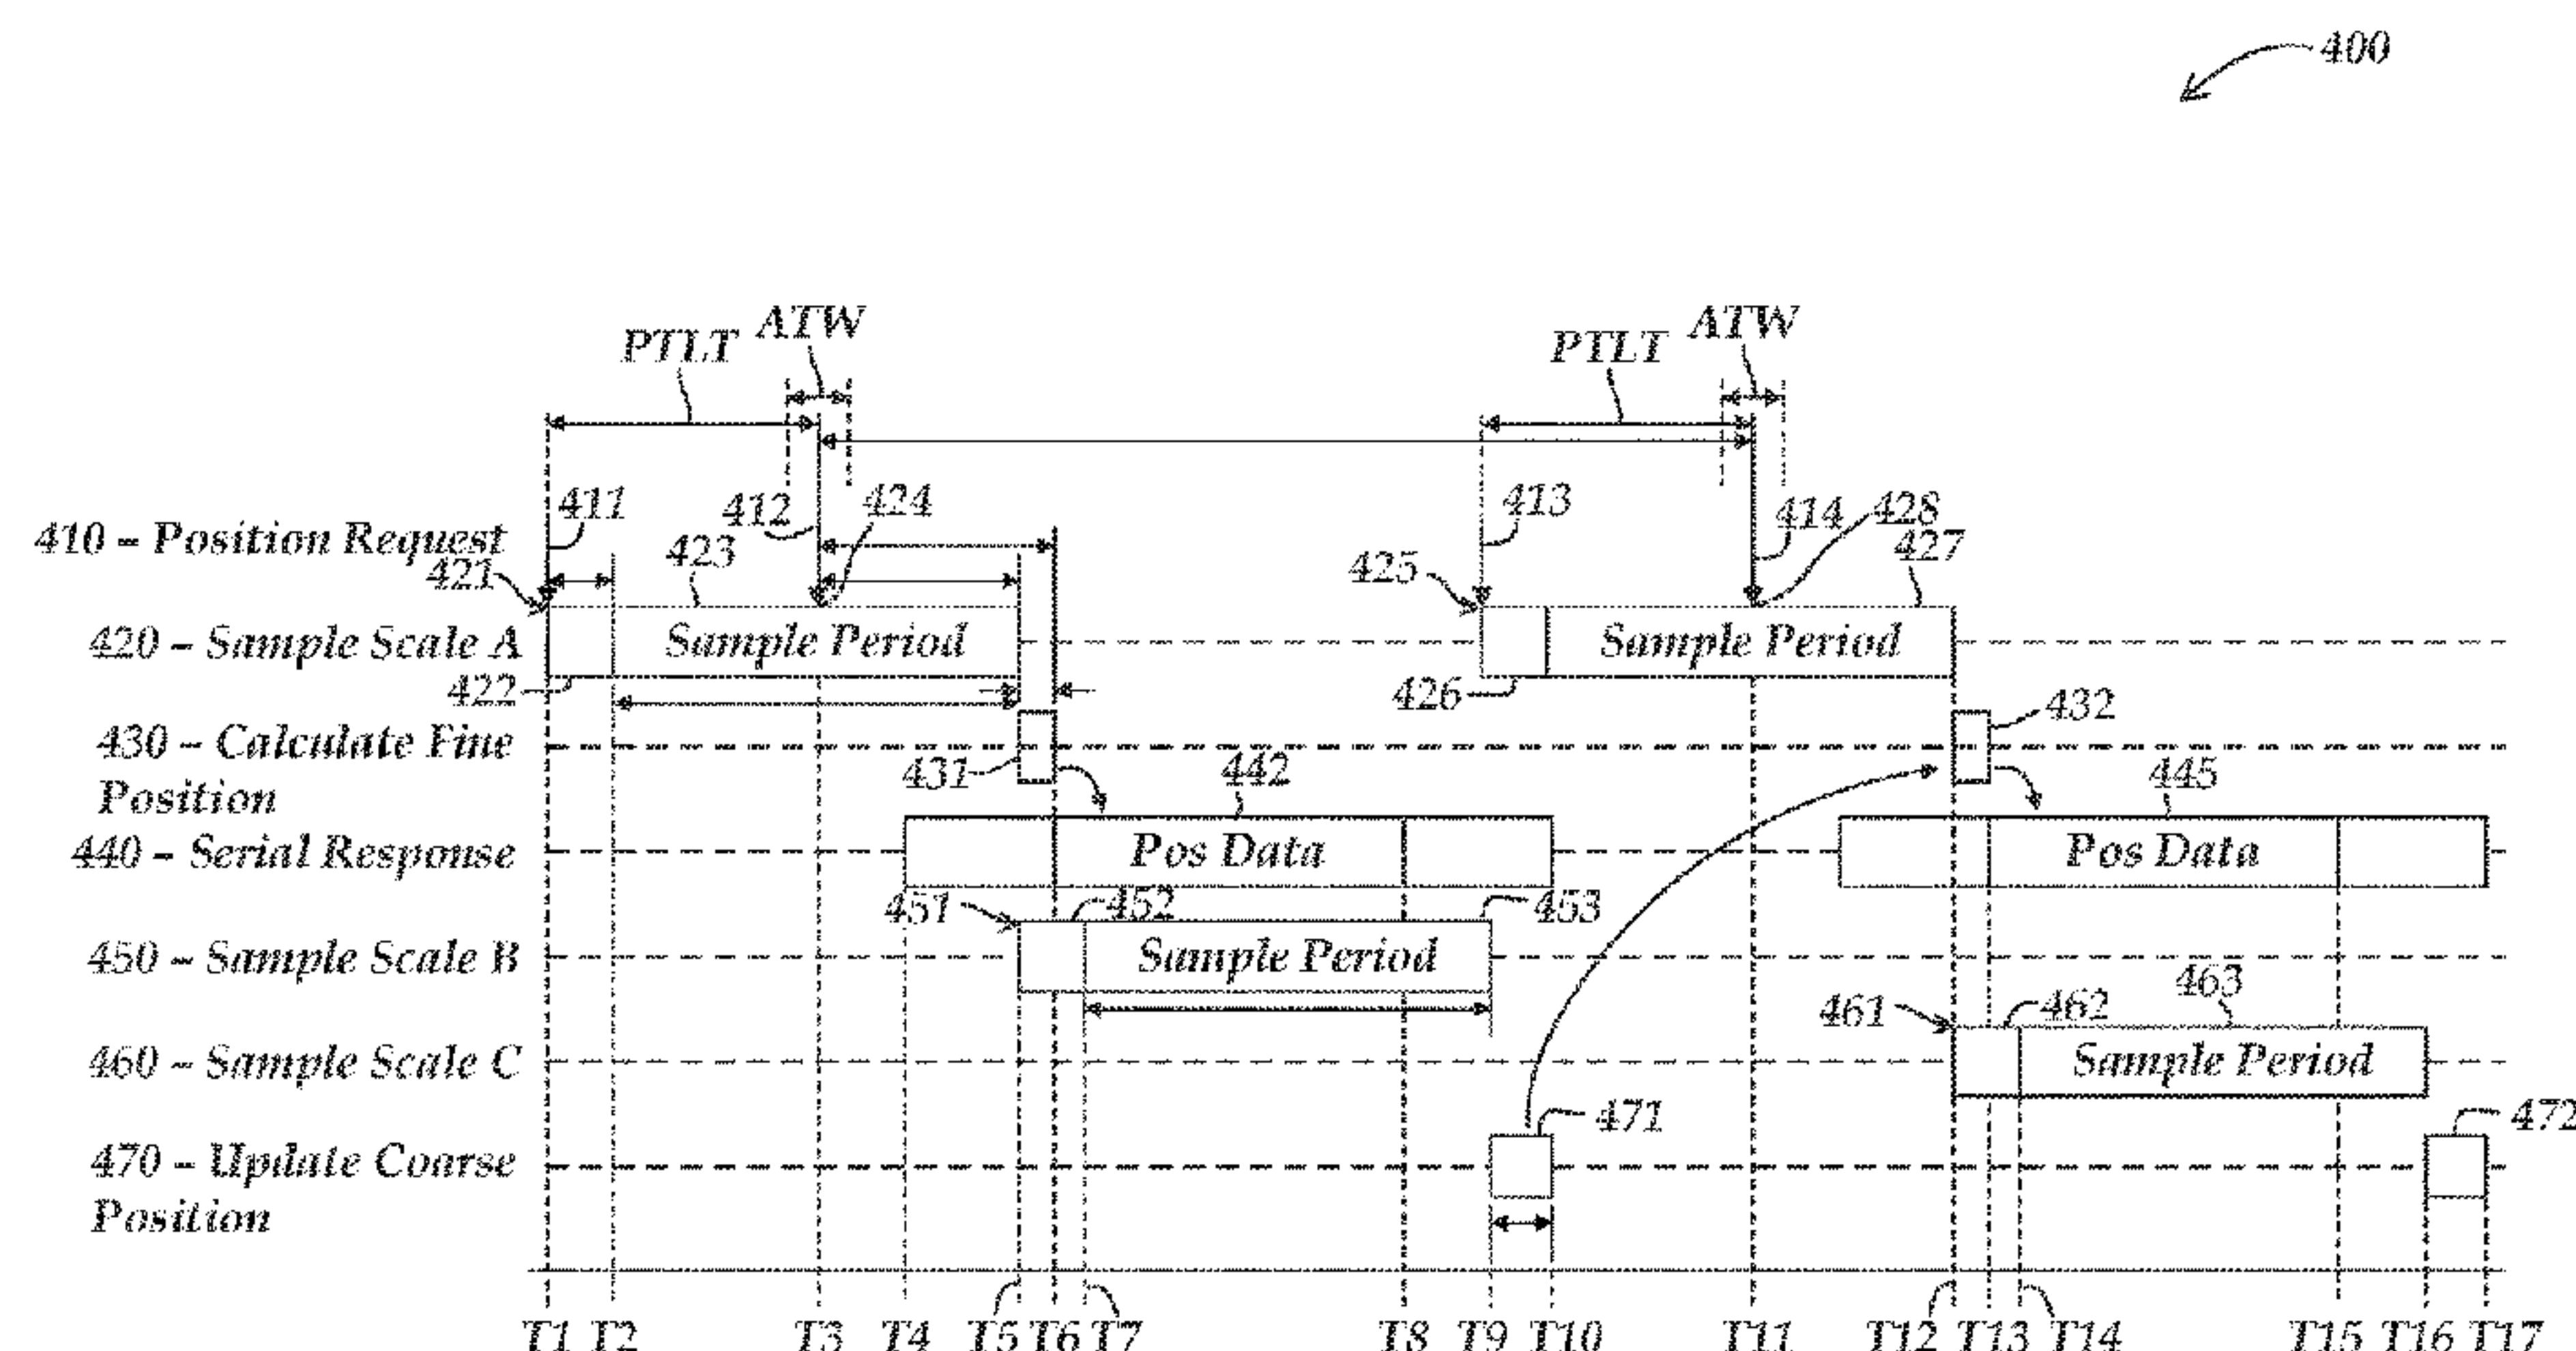 400
PTLT ATW PTLT ATW
411 412 424 413 414 428
410 – Position Request
421 423 425 427
420 – Sample Scale A Sample Period Sample Period
422 426
430 – Calculate Fine
Position
431 442 432 445
440 – Serial Response Pos Data Pos Data
451 452 453
450 – Sample Scale B Sample Period
461 462 463
460 – Sample Scale C Sample Period
471 472
470 – Update Coarse
Position
T1 T2 T3 T4 T5 T6 T7 T8 T9 T10 T11 T12 T13 T14 T15 T16 T17